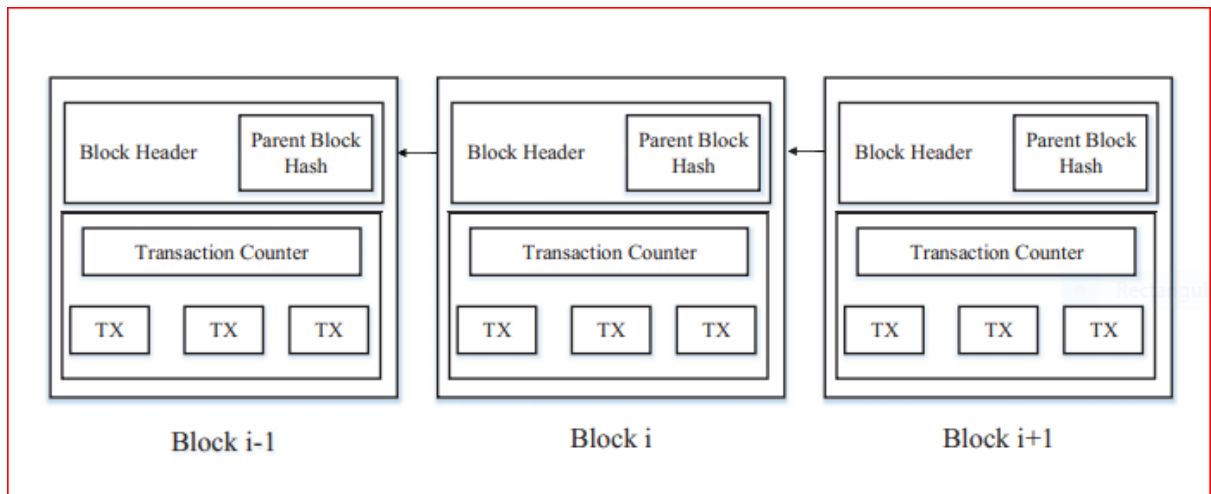 Block Header
Parent Block
Hash
Transaction Counter
TX TX TX
Block i-1
Block Header
Parent Block
Hash
Transaction Counter
TX TX TX
Block i
Block Header
Parent Block
Hash
Transaction Counter
TX TX TX
Block i+1